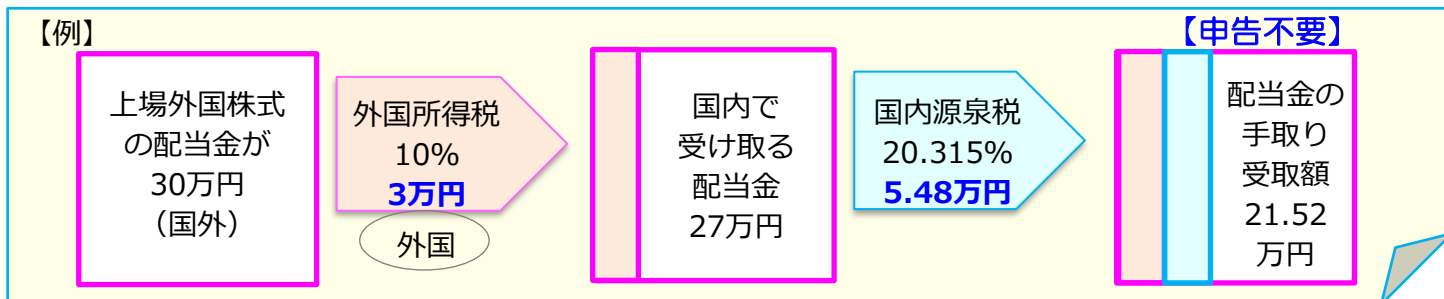 【例】
【申告不要】
上場外国株式
の配当金が
30万円
（国外）
外国所得税
10%
3万円
外国
国内で
受け取る
配当金
27万円
国内源泉税
20.315%
5.48万円
配当金の
手取り
受取額
21.52
万円